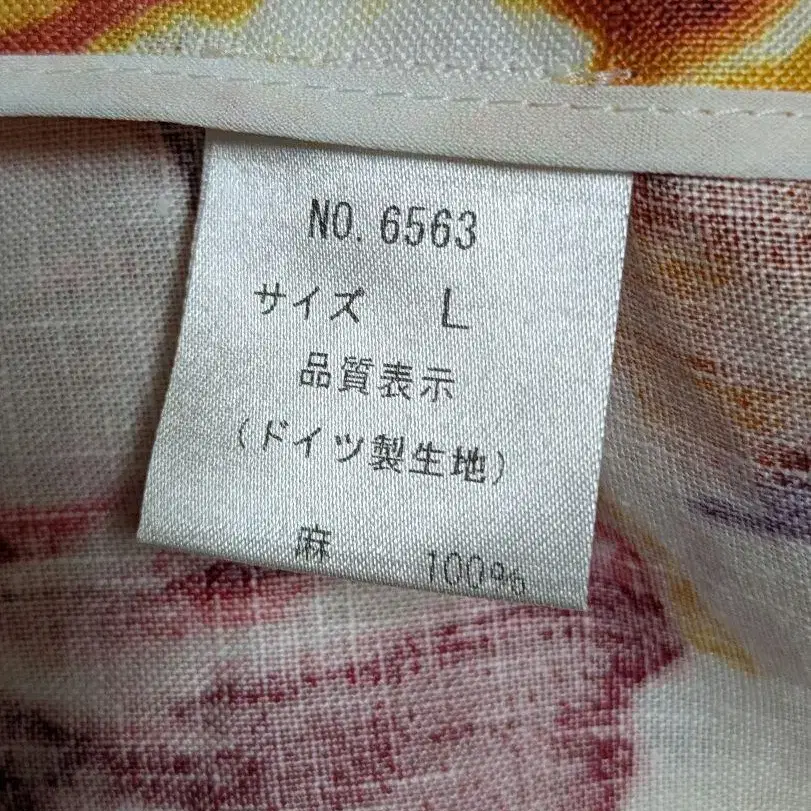 NO. 6563
サイズ L
品質表示
(ドイツ製生地)
麻 100%